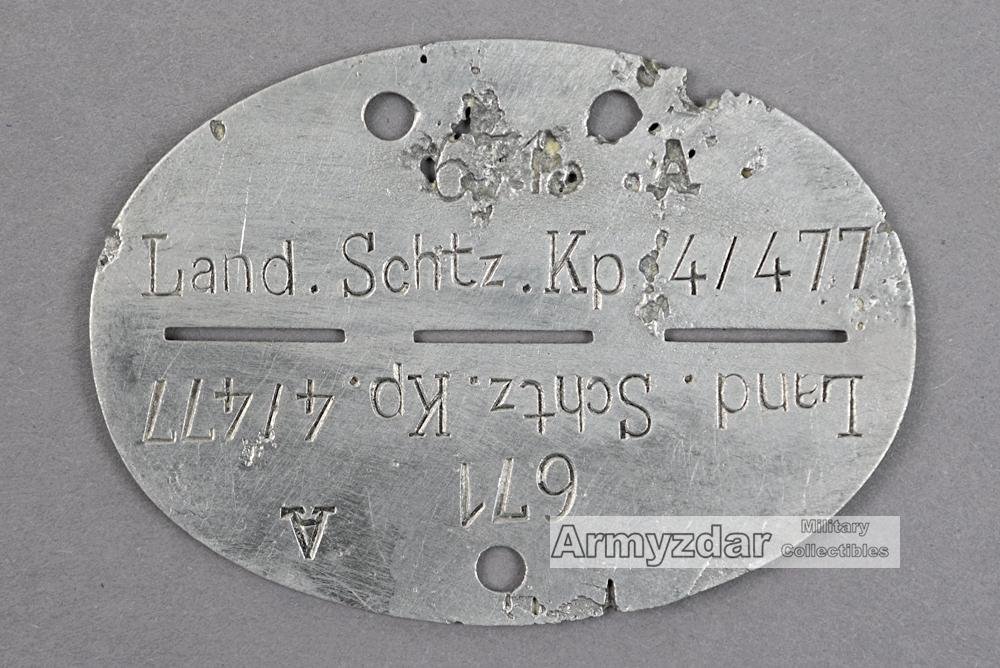 671 A
Land. Schtz. Kp. 4/477
Land. Schtz. Kp. 4/477
671 A
Armyzdar Military Collectibles